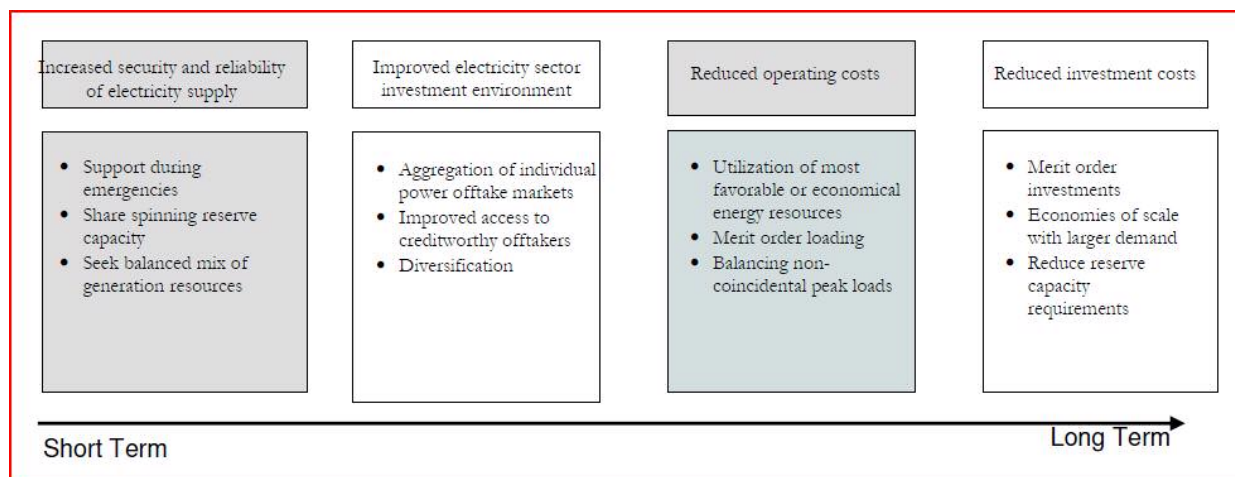 Increased security and reliability
of electricity supply
Improved electricity sector
investment environment
Reduced operating costs
Reduced investment costs
• Support during
emergencies
• Share spinning reserve
capacity
• Seek balanced mix of
generation resources
• Aggregation of individual
power offtake markets
• Improved access to
creditworthy offtakers
• Diversification
• Utilization of most
favorable or economical
energy resources
• Merit order loading
• Balancing non-
coincidental peak loads
• Merit order
investments
• Economies of scale
with larger demand
• Reduce reserve
capacity
requirements
Short Term
Long Term